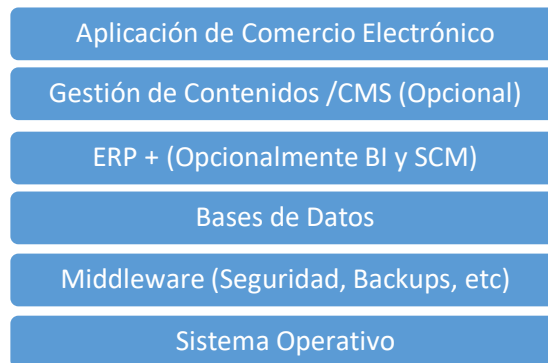 Aplicación de Comercio Electrónico
Gestión de Contenidos /CMS (Opcional)
ERP + (Opcionalmente BI y SCM)
Bases de Datos
Middleware (Seguridad, Backups, etc)
Sistema Operativo